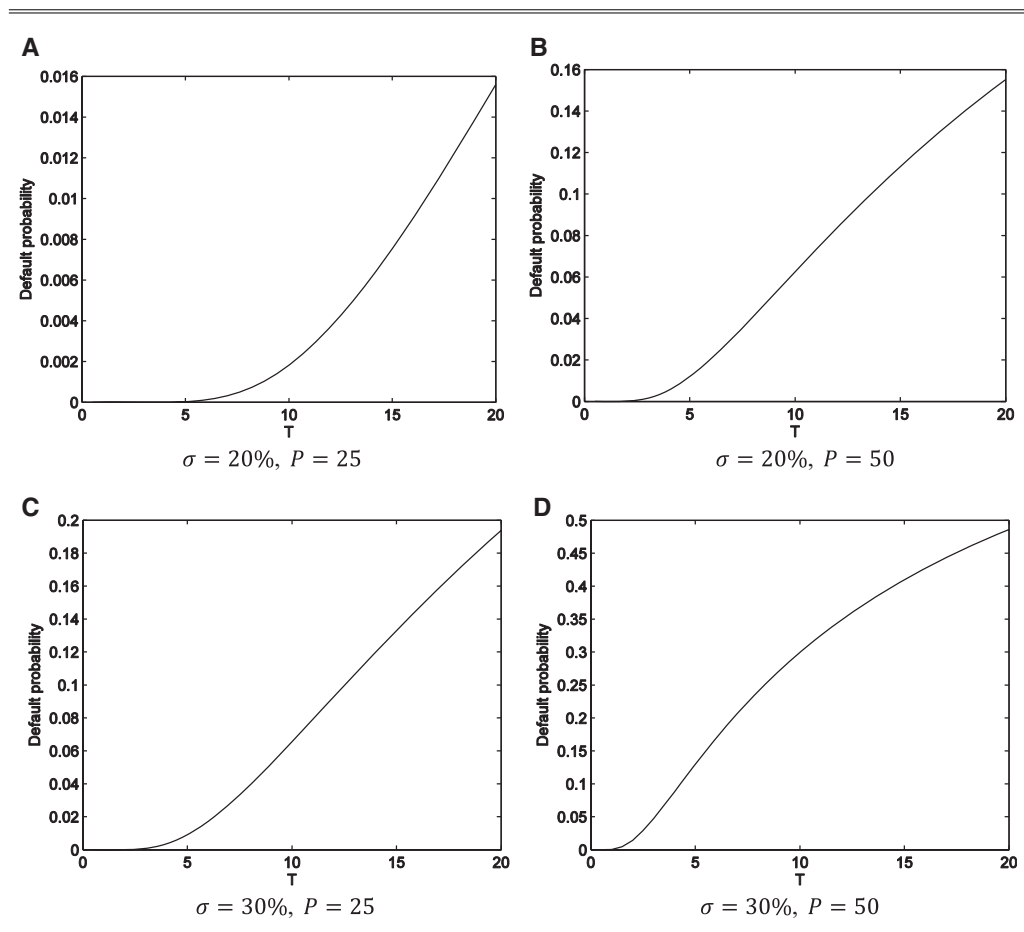 A
Default probability
0.016
0.014
0.012
0.01
0.008
0.006
0.004
0.002
0
0 5 10 15 20
T
σ = 20%, P = 25
B
Default probability
0.16
0.14
0.12
0.1
0.08
0.06
0.04
0.02
0
0 5 10 15 20
T
σ = 20%, P = 50
C
Default probability
0.2
0.18
0.16
0.14
0.12
0.1
0.08
0.06
0.04
0.02
0
0 5 10 15 20
T
σ = 30%, P = 25
D
Default probability
0.5
0.45
0.4
0.35
0.3
0.25
0.2
0.15
0.1
0.05
0
0 5 10 15 20
T
σ = 30%, P = 50